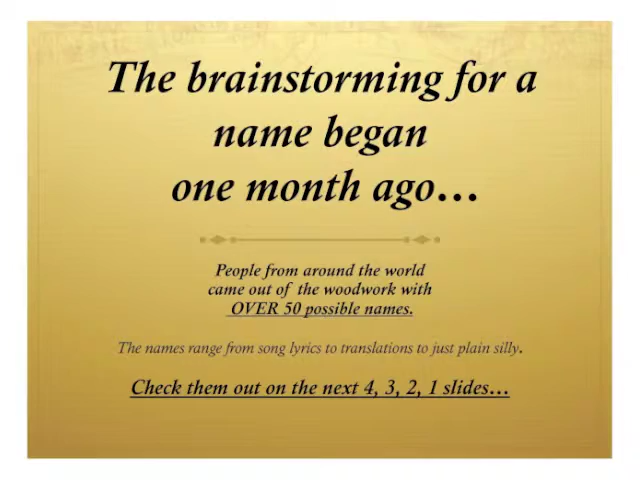 The brainstorming for a
name began
one month ago…
People from around the world
came out of the woodwork with
OVER 50 possible names.
The names range from song lyrics to translations to just plain silly.
Check them out on the next 4, 3, 2, 1 slides…